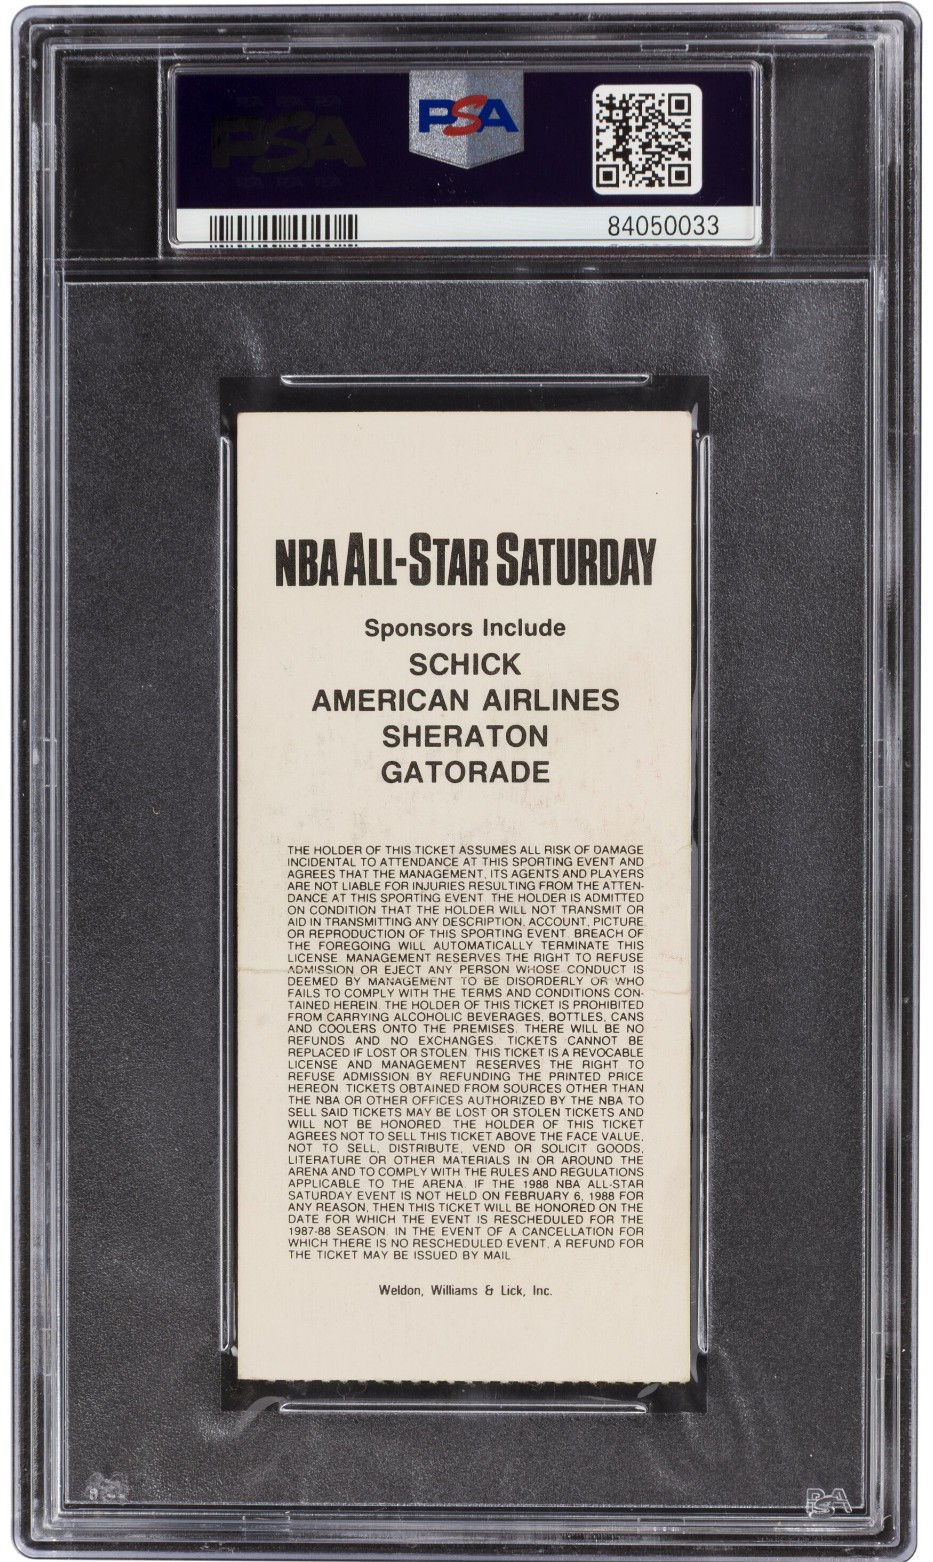 PSA
PSA
84050033
NBA ALL-STAR SATURDAY
Sponsors Include
SCHICK
AMERICAN AIRLINES
SHERATON
GATORADE
THE HOLDER OF THIS TICKET ASSUMES ALL RISK OF DAMAGE
INCIDENTAL TO ATTENDANCE AT THIS SPORTING EVENT AND
AGREES THAT THE MANAGEMENT, ITS AGENTS AND PLAYERS
ARE NOT LIABLE FOR INJURIES RESULTING FROM THE ATTEN-
DANCE AT THIS SPORTING EVENT. THE HOLDER IS ADMITTED
ON CONDITION THAT THE HOLDER WILL NOT TRANSMIT OR
AID IN TRANSMITTING ANY DESCRIPTION, ACCOUNT, PICTURE
OR REPRODUCTION OF THIS SPORTING EVENT. BREACH OF
THE FOREGOING WILL AUTOMATICALLY TERMINATE THIS
LICENSE. MANAGEMENT RESERVES THE RIGHT TO REFUSE
ADMISSION OR EJECT ANY PERSON WHOSE CONDUCT IS
DEEMED BY MANAGEMENT TO BE DISORDERLY OR WHO
FAILS TO COMPLY WITH THE TERMS AND CONDITIONS CON-
TAINED HEREIN. THE HOLDER OF THIS TICKET IS PROHIBITED
FROM CARRYING ALCOHOLIC BEVERAGES, BOTTLES, CANS
AND COOLERS ONTO THE PREMISES. THERE WILL BE NO
REFUNDS AND NO EXCHANGES. TICKETS CANNOT BE
REPLACED IF LOST OR STOLEN. THIS TICKET IS A REVOCABLE
LICENSE AND MANAGEMENT RESERVES THE RIGHT TO
REFUSE ADMISSION BY REFUNDING THE PRINTED PRICE
HEREON. TICKETS OBTAINED FROM SOURCES OTHER THAN
THE NBA OR OTHER OFFICES AUTHORIZED BY THE NBA TO
SELL SAID TICKETS MAY BE LOST OR STOLEN TICKETS AND
WILL NOT BE HONORED. THE HOLDER OF THIS TICKET
AGREES NOT TO SELL THIS TICKET ABOVE THE FACE VALUE,
NOT TO SELL, DISTRIBUTE, VEND OR SOLICIT GOODS,
LITERATURE OR OTHER MATERIALS IN OR AROUND THE
ARENA AND TO COMPLY WITH THE RULES AND REGULATIONS
APPLICABLE TO THE ARENA. IF THE 1988 NBA ALL-STAR
SATURDAY EVENT IS NOT HELD ON FEBRUARY 6, 1988 FOR
ANY REASON, THEN THIS TICKET WILL BE HONORED ON THE
DATE FOR WHICH THE EVENT IS RESCHEDULED FOR THE
1987-88 SEASON. IN THE EVENT OF A CANCELLATION FOR
WHICH THERE IS NO RESCHEDULED EVENT, A REFUND FOR
THE TICKET MAY BE ISSUED BY MAIL.
Weldon, Williams & Lick, Inc.
PSA